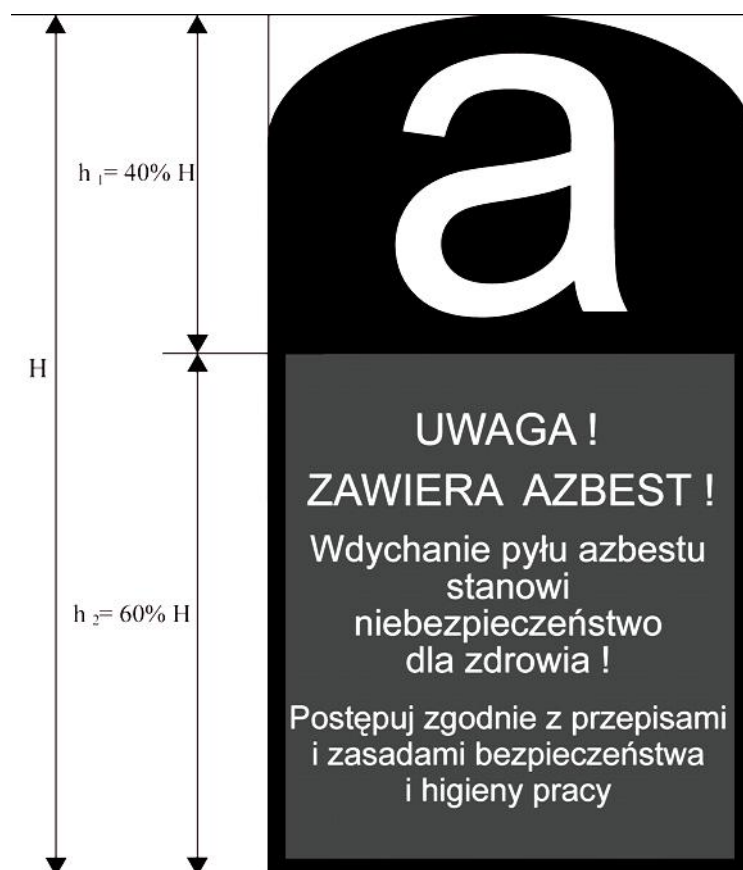 a
h 1= 40% H
H
h 2= 60% H
UWAGA !
ZAWIERA AZBEST !
Wdychanie pyłu azbestu
stanowi
niebezpieczeństwo
dla zdrowia !
Postępuj zgodnie z przepisami
i zasadami bezpieczeństwa
i higieny pracy